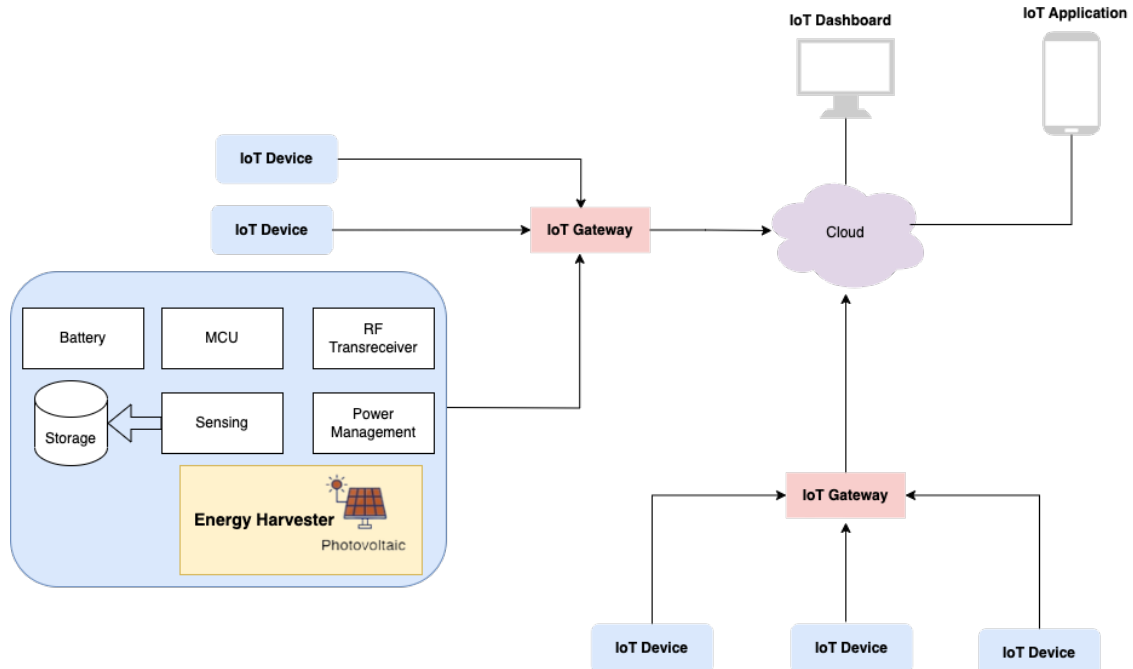 IoT Dashboard
IoT Application
IoT Device
IoT Device
IoT Gateway
Cloud
Battery
MCU
RF
Transreceiver
Storage
Sensing
Power
Management
Energy Harvester
Photovoltaic
IoT Gateway
IoT Device
IoT Device
IoT Device